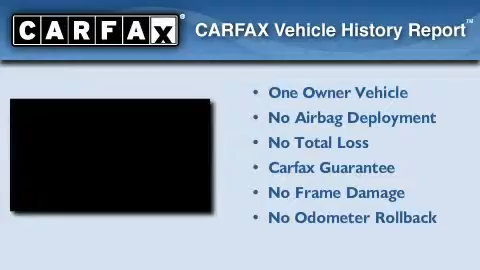 CARFAX® CARFAX Vehicle History Report™
• One Owner Vehicle
• No Airbag Deployment
• No Total Loss
• Carfax Guarantee
• No Frame Damage
• No Odometer Rollback